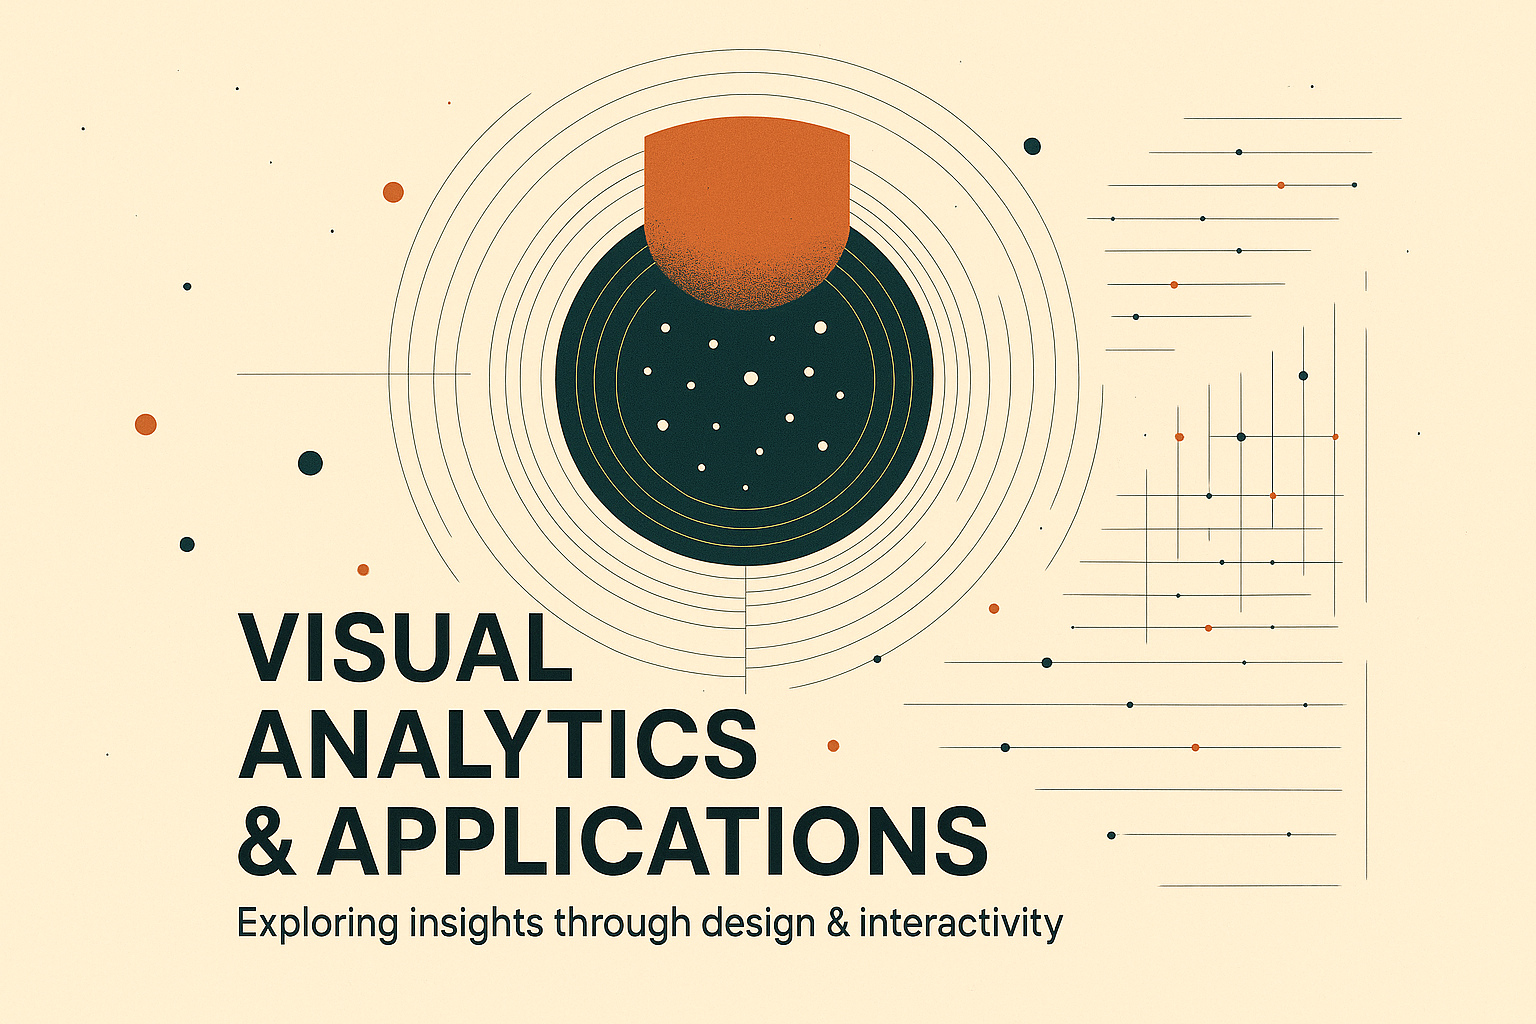 VISUAL
ANALYTICS
& APPLICATIONS
Exploring insights through design & interactivity